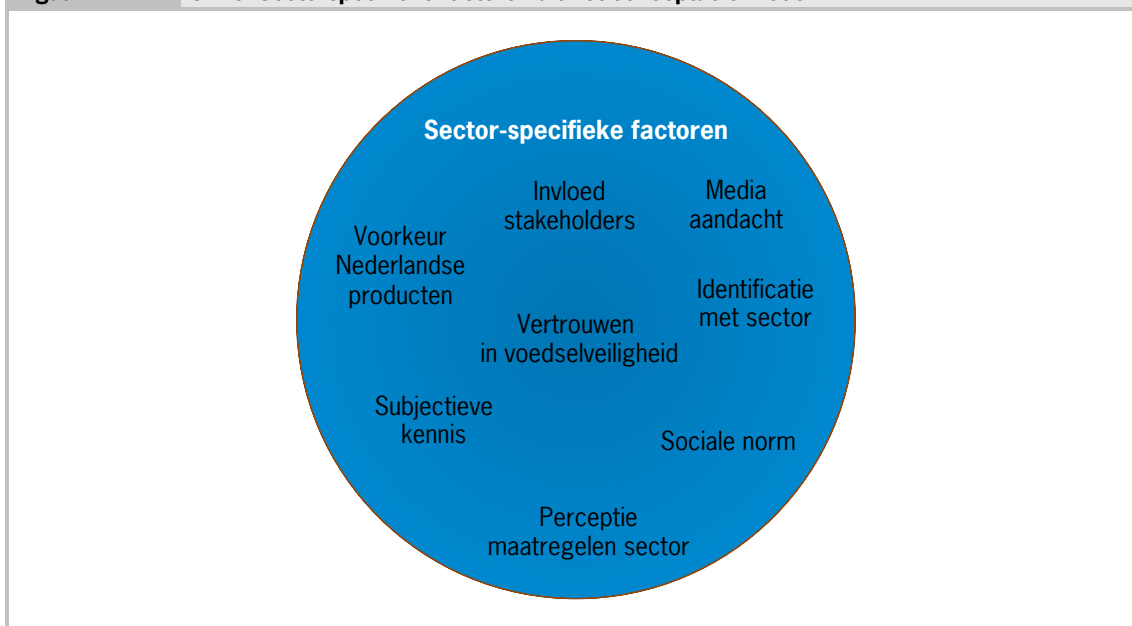 Sector-specifieke factoren
Invloed
stakeholders
Media
aandacht
Voorkeur
Nederlandse
producten
Identificatie
met sector
Vertrouwen
in voedselveiligheid
Subjectieve
kennis
Sociale norm
Perceptie
maatregelen sector